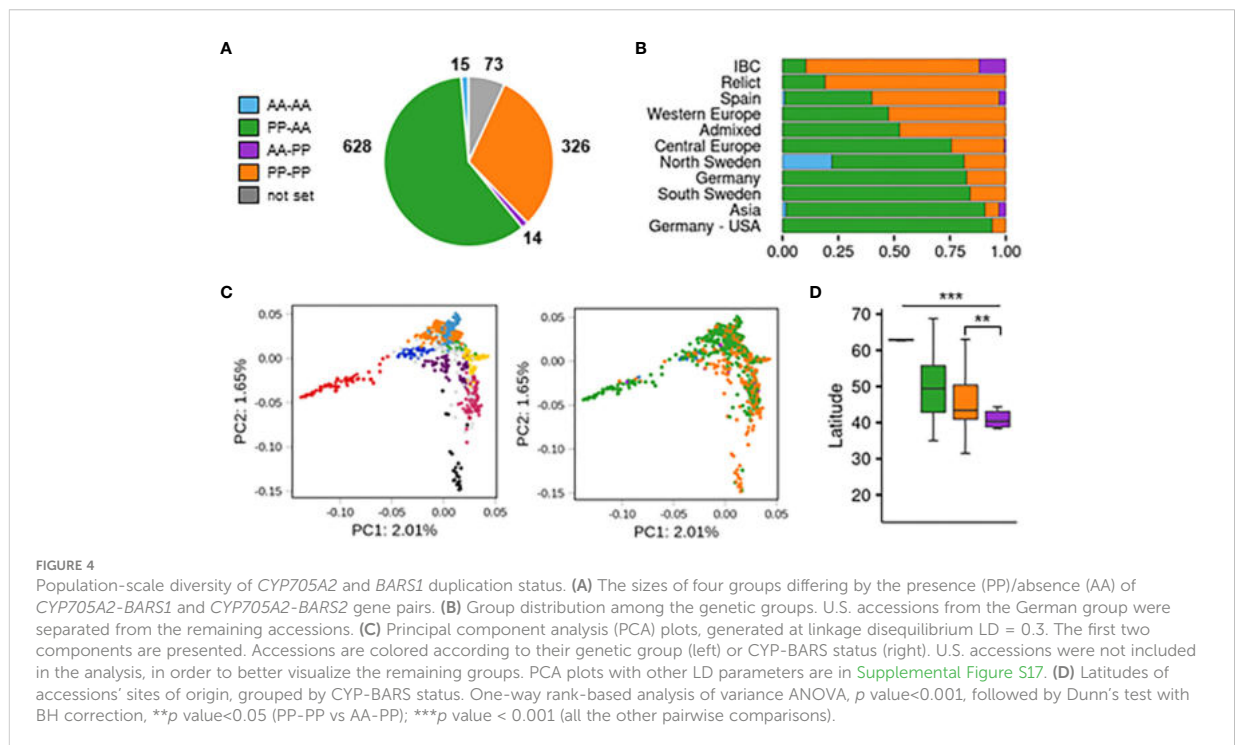 A
15
73
AA-AA
PP-AA
AA-PP
PP-PP
not set
628
326
14
B
IBC
Relict
Spain
Western Europe
Admixed
Central Europe
North Sweden
Germany
South Sweden
Asia
Germany - USA
0.00 0.25 0.50 0.75 1.00
C
0.05
0.00
-0.05
-0.10
-0.15
PC2: 1.65%
-0.10 -0.05 0.00 0.05
PC1: 2.01%
0.05
0.00
-0.05
-0.10
-0.15
PC2: 1.65%
-0.10 -0.05 0.00 0.05
PC1: 2.01%
D
***
**
70
60
50
40
30
20
Latitude
FIGURE 4
Population-scale diversity of CYP705A2 and BARS1 duplication status. (A) The sizes of four groups differing by the presence (PP)/absence (AA) of
CYP705A2-BARS1 and CYP705A2-BARS2 gene pairs. (B) Group distribution among the genetic groups. U.S. accessions from the German group were
separated from the remaining accessions. (C) Principal component analysis (PCA) plots, generated at linkage disequilibrium LD = 0.3. The first two
components are presented. Accessions are colored according to their genetic group (left) or CYP-BARS status (right). U.S. accessions were not included
in the analysis, in order to better visualize the remaining groups. PCA plots with other LD parameters are in Supplemental Figure S17. (D) Latitudes of
accessions' sites of origin, grouped by CYP-BARS status. One-way rank-based analysis of variance ANOVA, p value<0.001, followed by Dunn's test with
BH correction, **p value<0.05 (PP-PP vs AA-PP); ***p value < 0.001 (all the other pairwise comparisons).